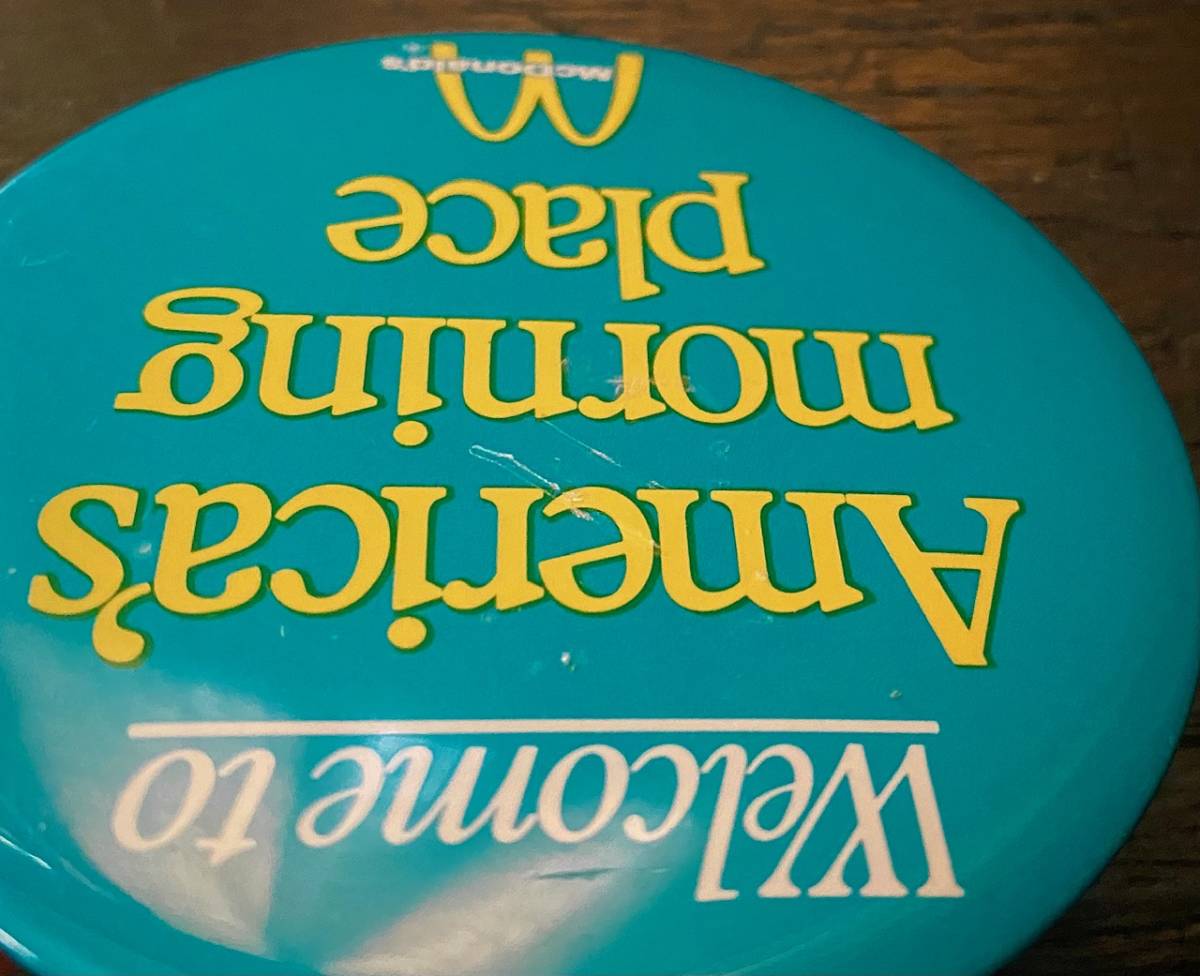 Welcome to
America's
morning
place
McDonald's